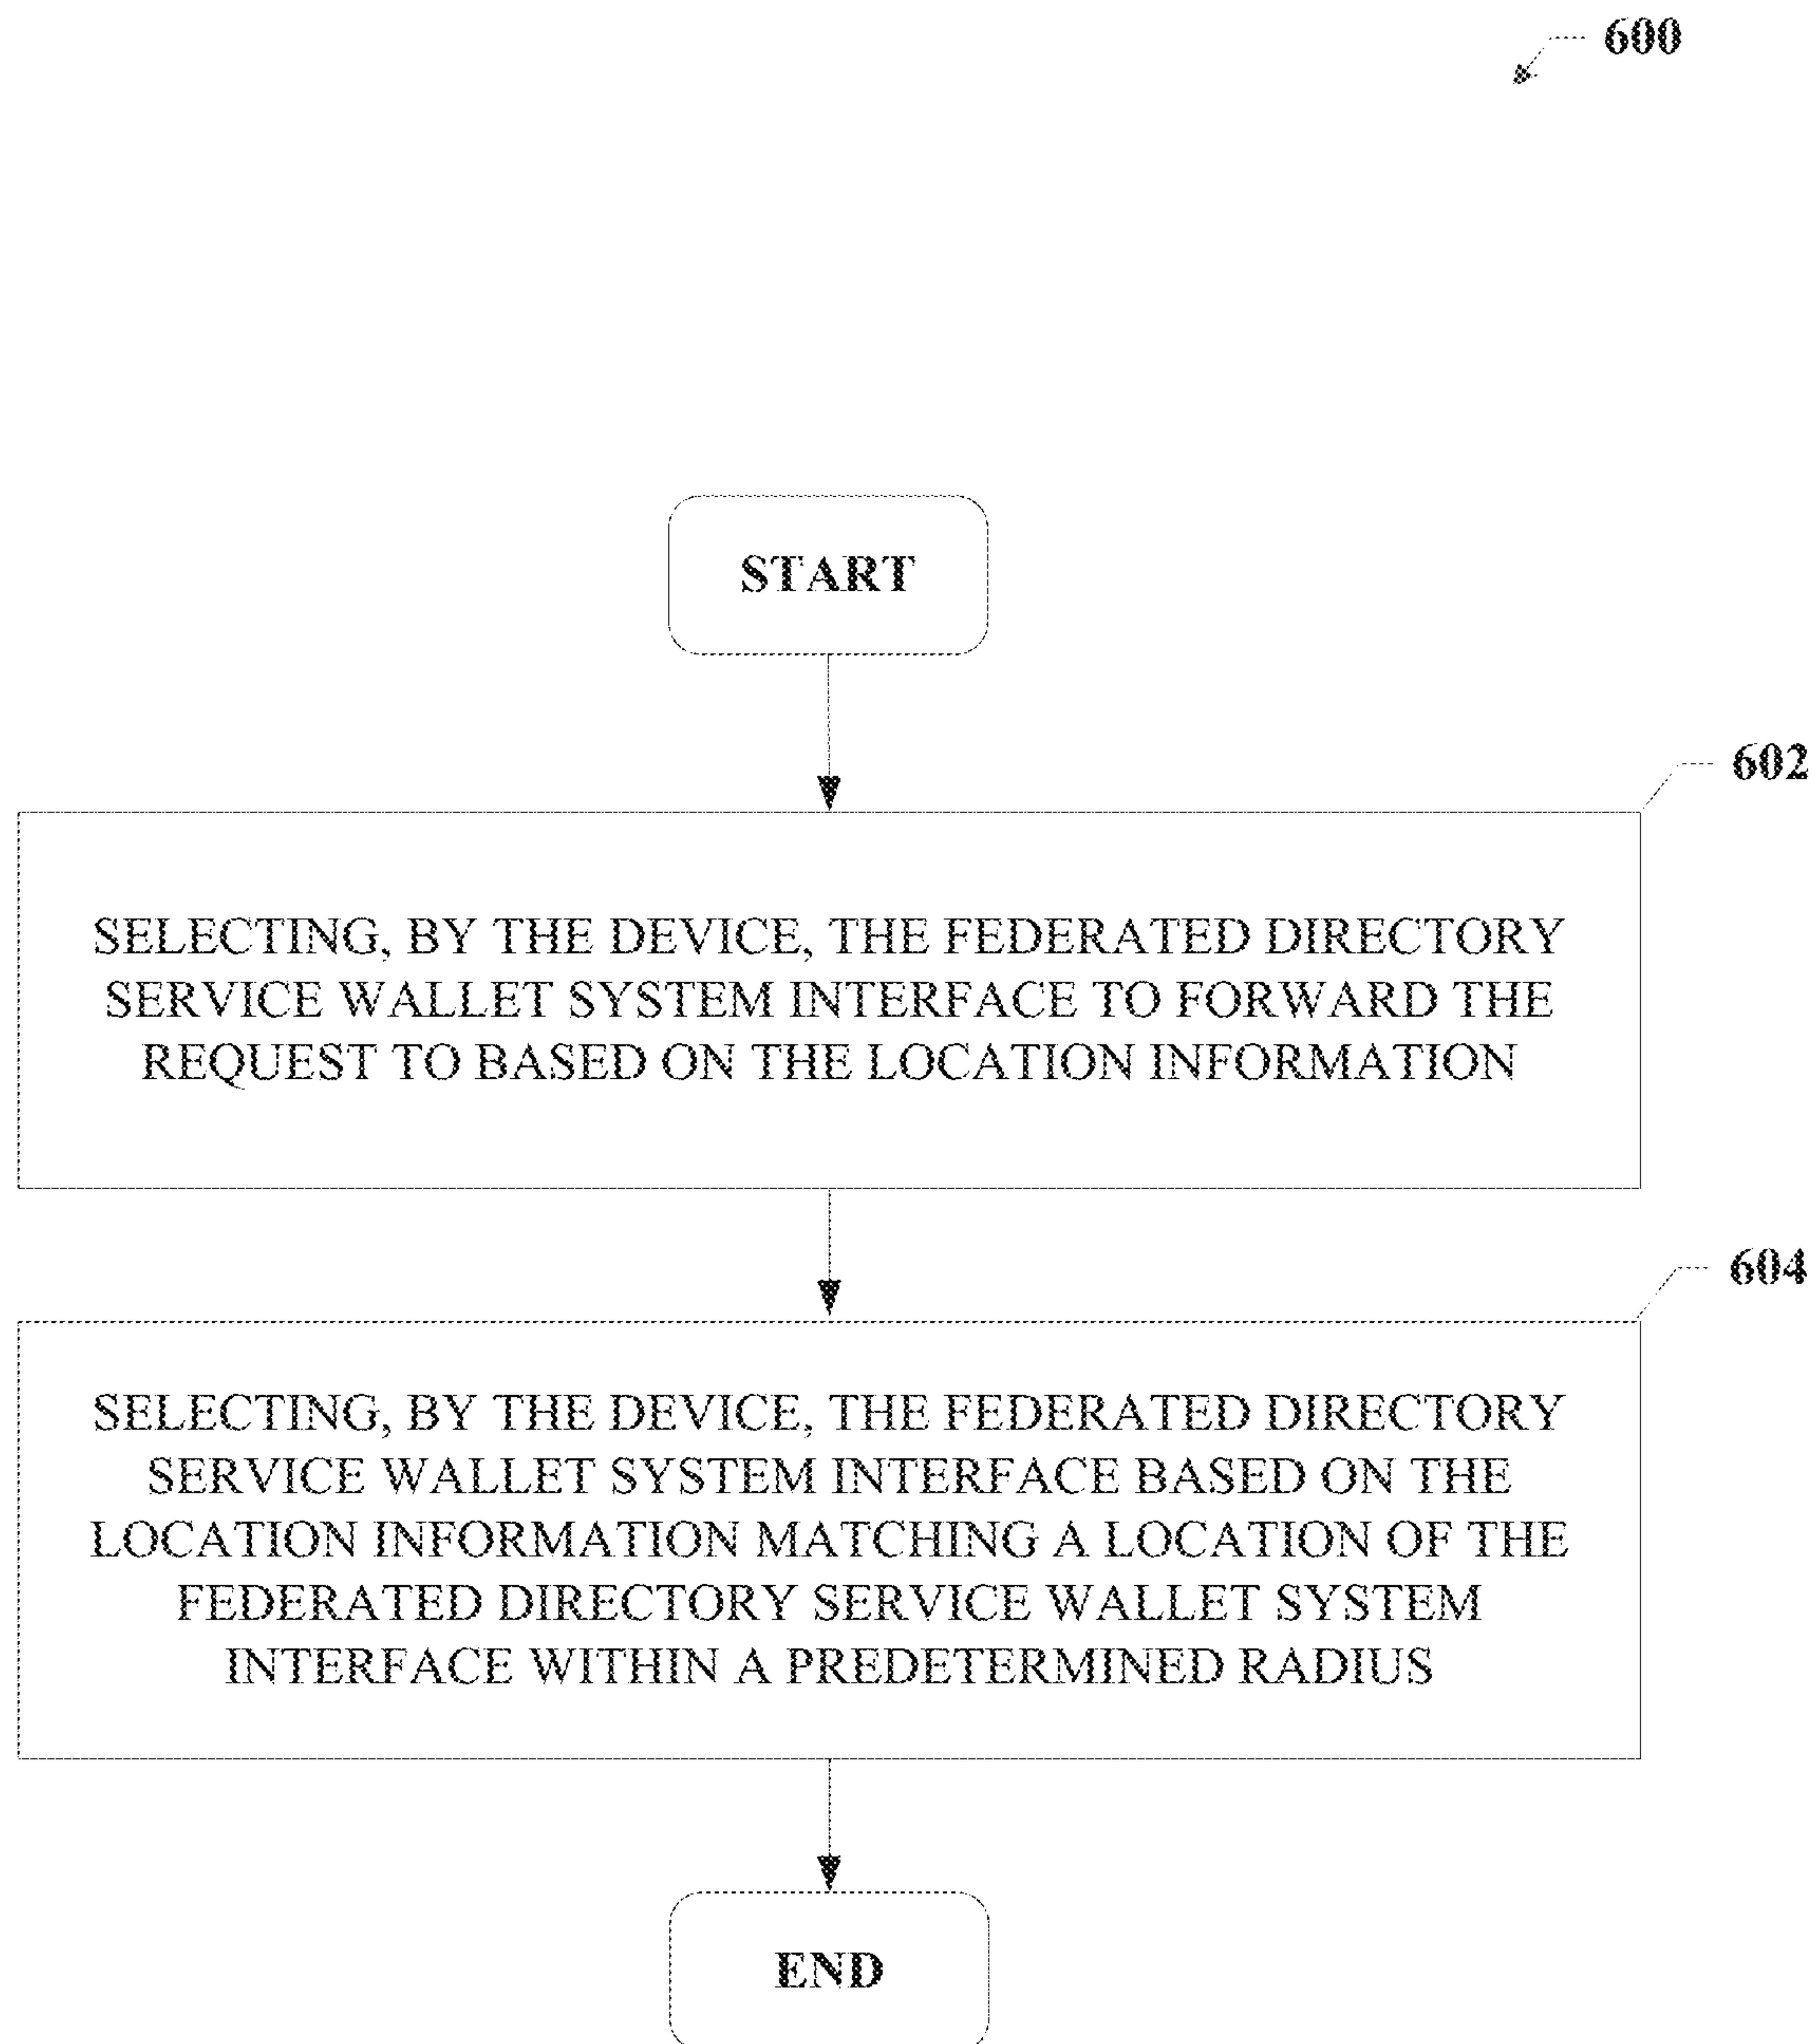 600
START
602
SELECTING, BY THE DEVICE, THE FEDERATED DIRECTORY
SERVICE WALLET SYSTEM INTERFACE TO FORWARD THE
REQUEST TO BASED ON THE LOCATION INFORMATION
604
SELECTING, BY THE DEVICE, THE FEDERATED DIRECTORY
SERVICE WALLET SYSTEM INTERFACE BASED ON THE
LOCATION INFORMATION MATCHING A LOCATION OF THE
FEDERATED DIRECTORY SERVICE WALLET SYSTEM
INTERFACE WITHIN A PREDETERMINED RADIUS
END